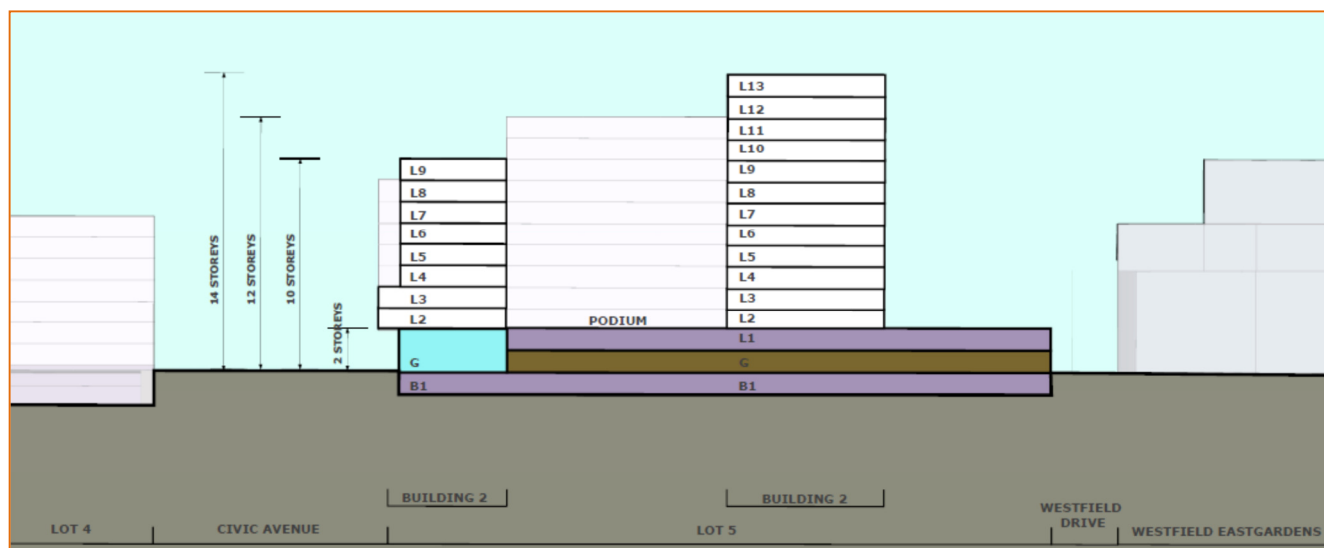 L13
L12
L11
L10
L9 L9
L8 L8
L7 L7
L6 L6
L5 L5
L4 L4
L3 L3
L2 PODIUM L2
L1
G G
B1 B1
14 STOREYS
12 STOREYS
10 STOREYS
2 STOREYS
BUILDING 2 BUILDING 2
LOT 4 CIVIC AVENUE LOT 5 WESTFIELD
DRIVE WESTFIELD EASTGARDENS